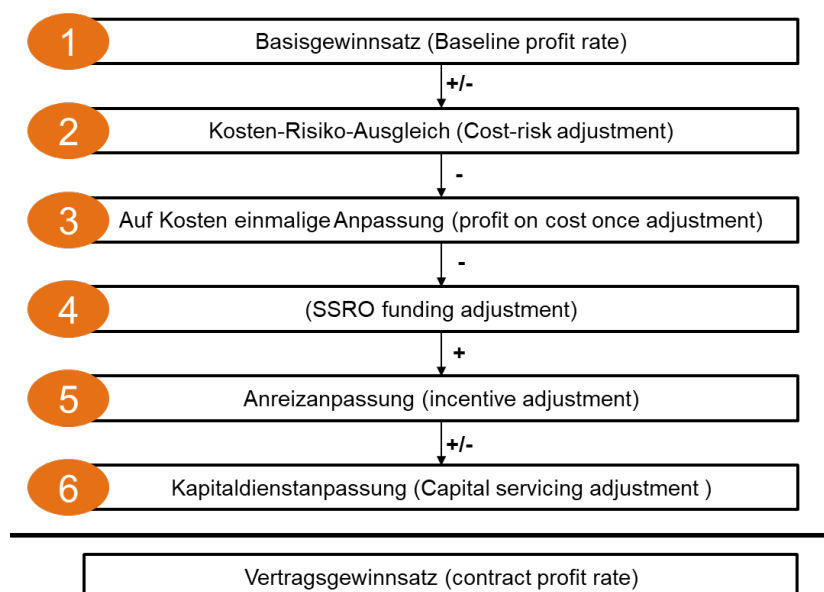 1
Basisgewinnsatz (Baseline profit rate)
+/-
2
Kosten-Risiko-Ausgleich (Cost-risk adjustment)
-
3
Auf Kosten einmalige Anpassung (profit on cost once adjustment)
-
4
(SSRO funding adjustment)
+
5
Anreizanpassung (incentive adjustment)
+/-
6
Kapitaldienstanpassung (Capital servicing adjustment )
Vertragsgewinnsatz (contract profit rate)